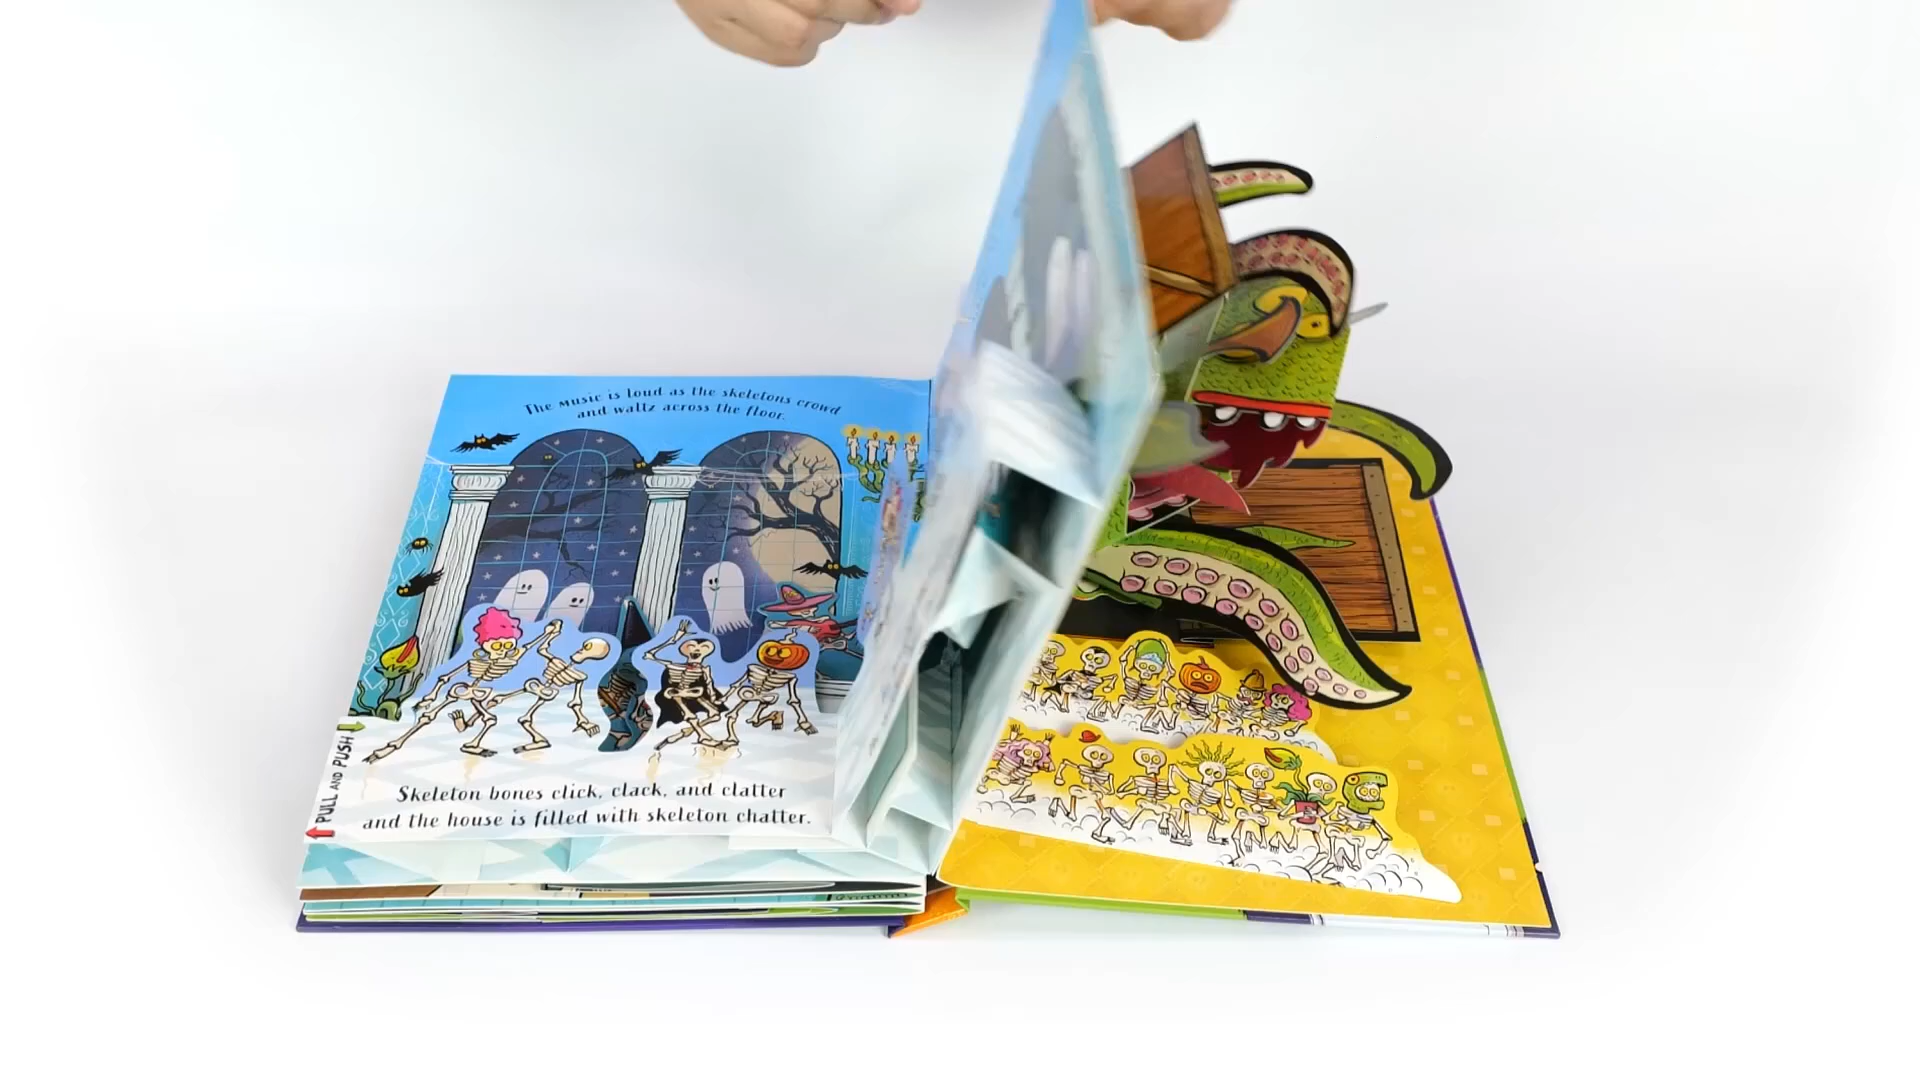 The music is loud as the skeletons crowd
and waltz across the floor.
PULL AND PUSH
Skeleton bones click, clack, and clatter
and the house is filled with skeleton chatter.